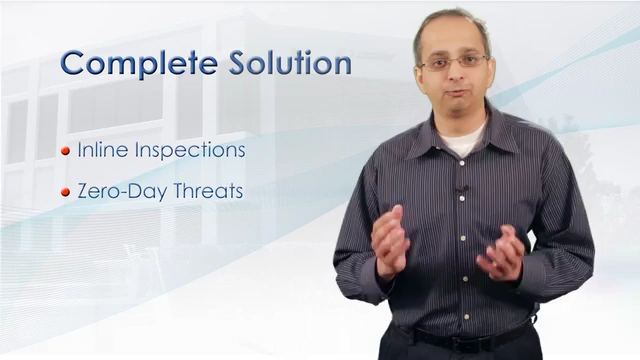 Complete Solution
Inline Inspections
Zero-Day Threats